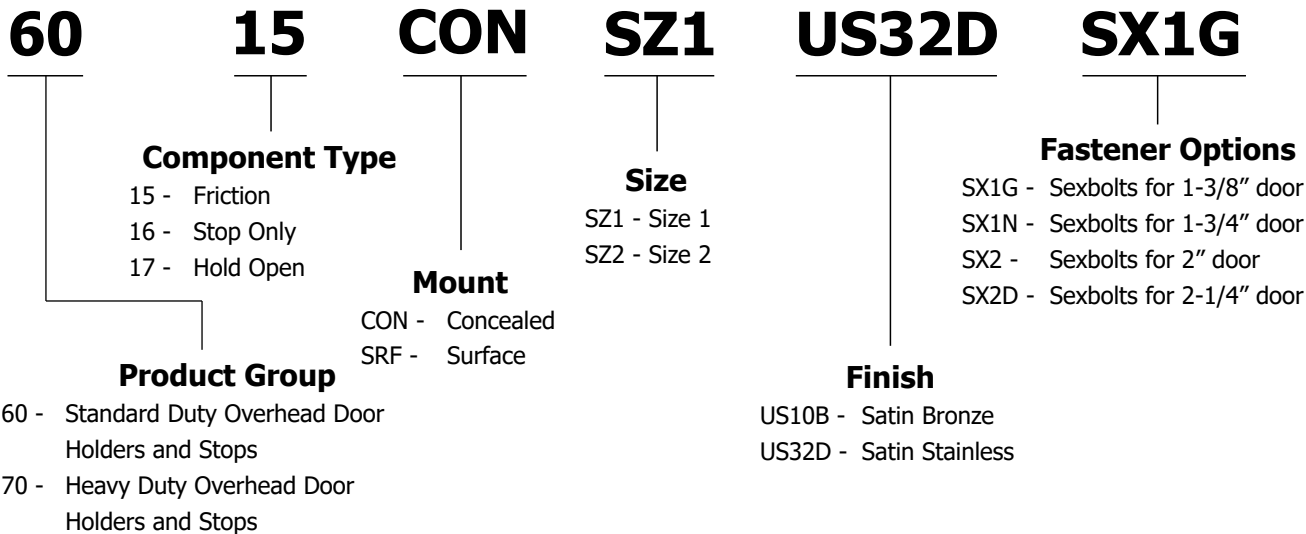 60 15 CON SZ1 US32D SX1G
Component Type
15 - Friction
16 - Stop Only
17 - Hold Open
Mount
CON - Concealed
SRF - Surface
Product Group
60 - Standard Duty Overhead Door
Holders and Stops
70 - Heavy Duty Overhead Door
Holders and Stops
Size
SZ1 - Size 1
SZ2 - Size 2
Finish
US10B - Satin Bronze
US32D - Satin Stainless
Fastener Options
SX1G - Sexbolts for 1-3/8” door
SX1N - Sexbolts for 1-3/4” door
SX2 - Sexbolts for 2” door
SX2D - Sexbolts for 2-1/4” door